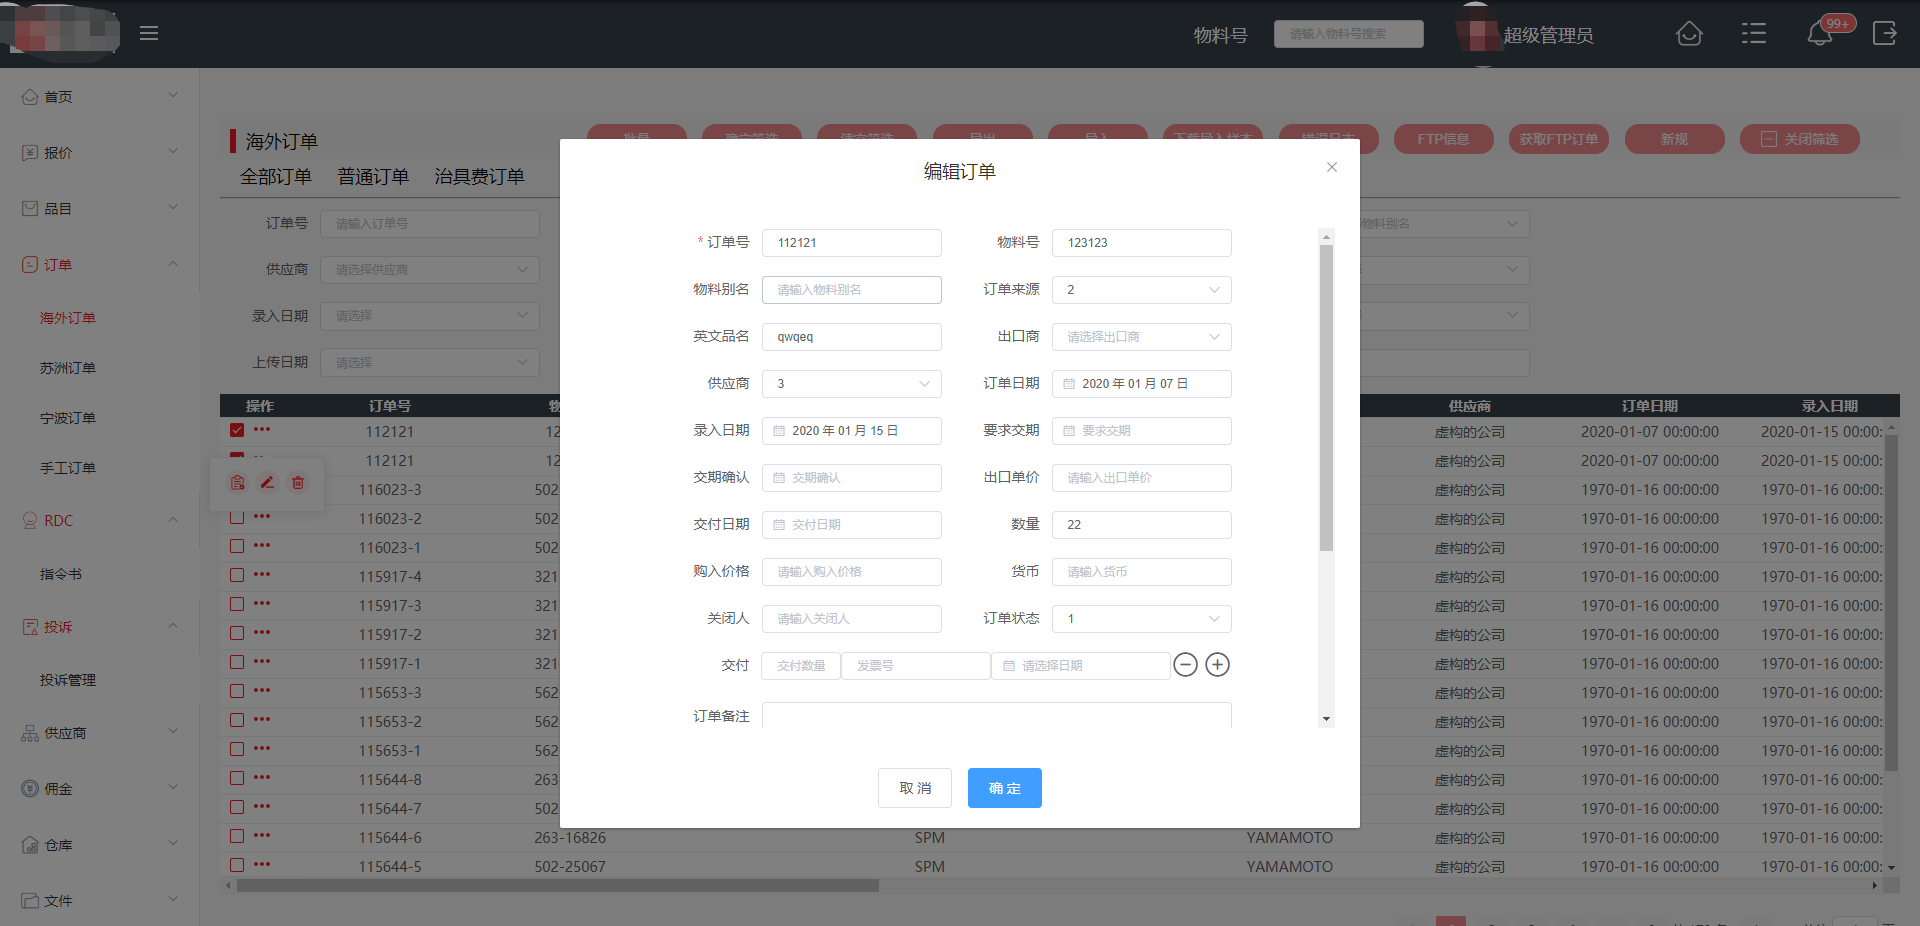 物料号 请输入物料号搜索 超级管理员 99+
首页
报价
品目
订单
海外订单
苏洲订单
宁波订单
手工订单
RDC
指令书
投诉
投诉管理
供应商
佣金
仓库
文件
海外订单
批量 确定筛选 清空筛选 导出 导入 下载导入样本 错误日志 FTP信息 获取FTP订单 新规 关闭筛选
全部订单 普通订单 治具费订单
订单号 请输入订单号 物料别名
供应商 请选择供应商
录入日期 请选择
上传日期 请选择
操作 订单号 供应商 订单日期 录入日期
112121 12 虚构的公司 2020-01-07 00:00:00 2020-01-15 00:00:
112121 12 虚构的公司 2020-01-07 00:00:00 2020-01-15 00:00:
116023-3 502 虚构的公司 1970-01-16 00:00:00 1970-01-16 00:00:
116023-2 502 虚构的公司 1970-01-16 00:00:00 1970-01-16 00:00:
116023-1 502 虚构的公司 1970-01-16 00:00:00 1970-01-16 00:00:
115917-4 321 虚构的公司 1970-01-16 00:00:00 1970-01-16 00:00:
115917-3 321 虚构的公司 1970-01-16 00:00:00 1970-01-16 00:00:
115917-2 321 虚构的公司 1970-01-16 00:00:00 1970-01-16 00:00:
115917-1 321 虚构的公司 1970-01-16 00:00:00 1970-01-16 00:00:
115653-3 562 虚构的公司 1970-01-16 00:00:00 1970-01-16 00:00:
115653-2 562 虚构的公司 1970-01-16 00:00:00 1970-01-16 00:00:
115653-1 562 虚构的公司 1970-01-16 00:00:00 1970-01-16 00:00:
115644-8 263 虚构的公司 1970-01-16 00:00:00 1970-01-16 00:00:
115644-7 502 虚构的公司 1970-01-16 00:00:00 1970-01-16 00:00:
115644-6 263-16826 SPM YAMAMOTO 虚构的公司 1970-01-16 00:00:00 1970-01-16 00:00:
115644-5 502-25067 SPM YAMAMOTO 虚构的公司 1970-01-16 00:00:00 1970-01-16 00:00:
编辑订单
* 订单号 112121 物料号 123123
物料别名 请输入物料别名 订单来源 2
英文品名 qwqeq 出口商 请选择出口商
供应商 3 订单日期 2020 年 01 月 07 日
录入日期 2020 年 01 月 15 日 要求交期 要求交期
交期确认 交期确认 出口单价 请输入出口单价
交付日期 交付日期 数量 22
购入价格 请输入购入价格 货币 请输入货币
关闭人 请输入关闭人 订单状态 1
交付 交付数量 发票号 请选择日期
订单备注
取消 确定